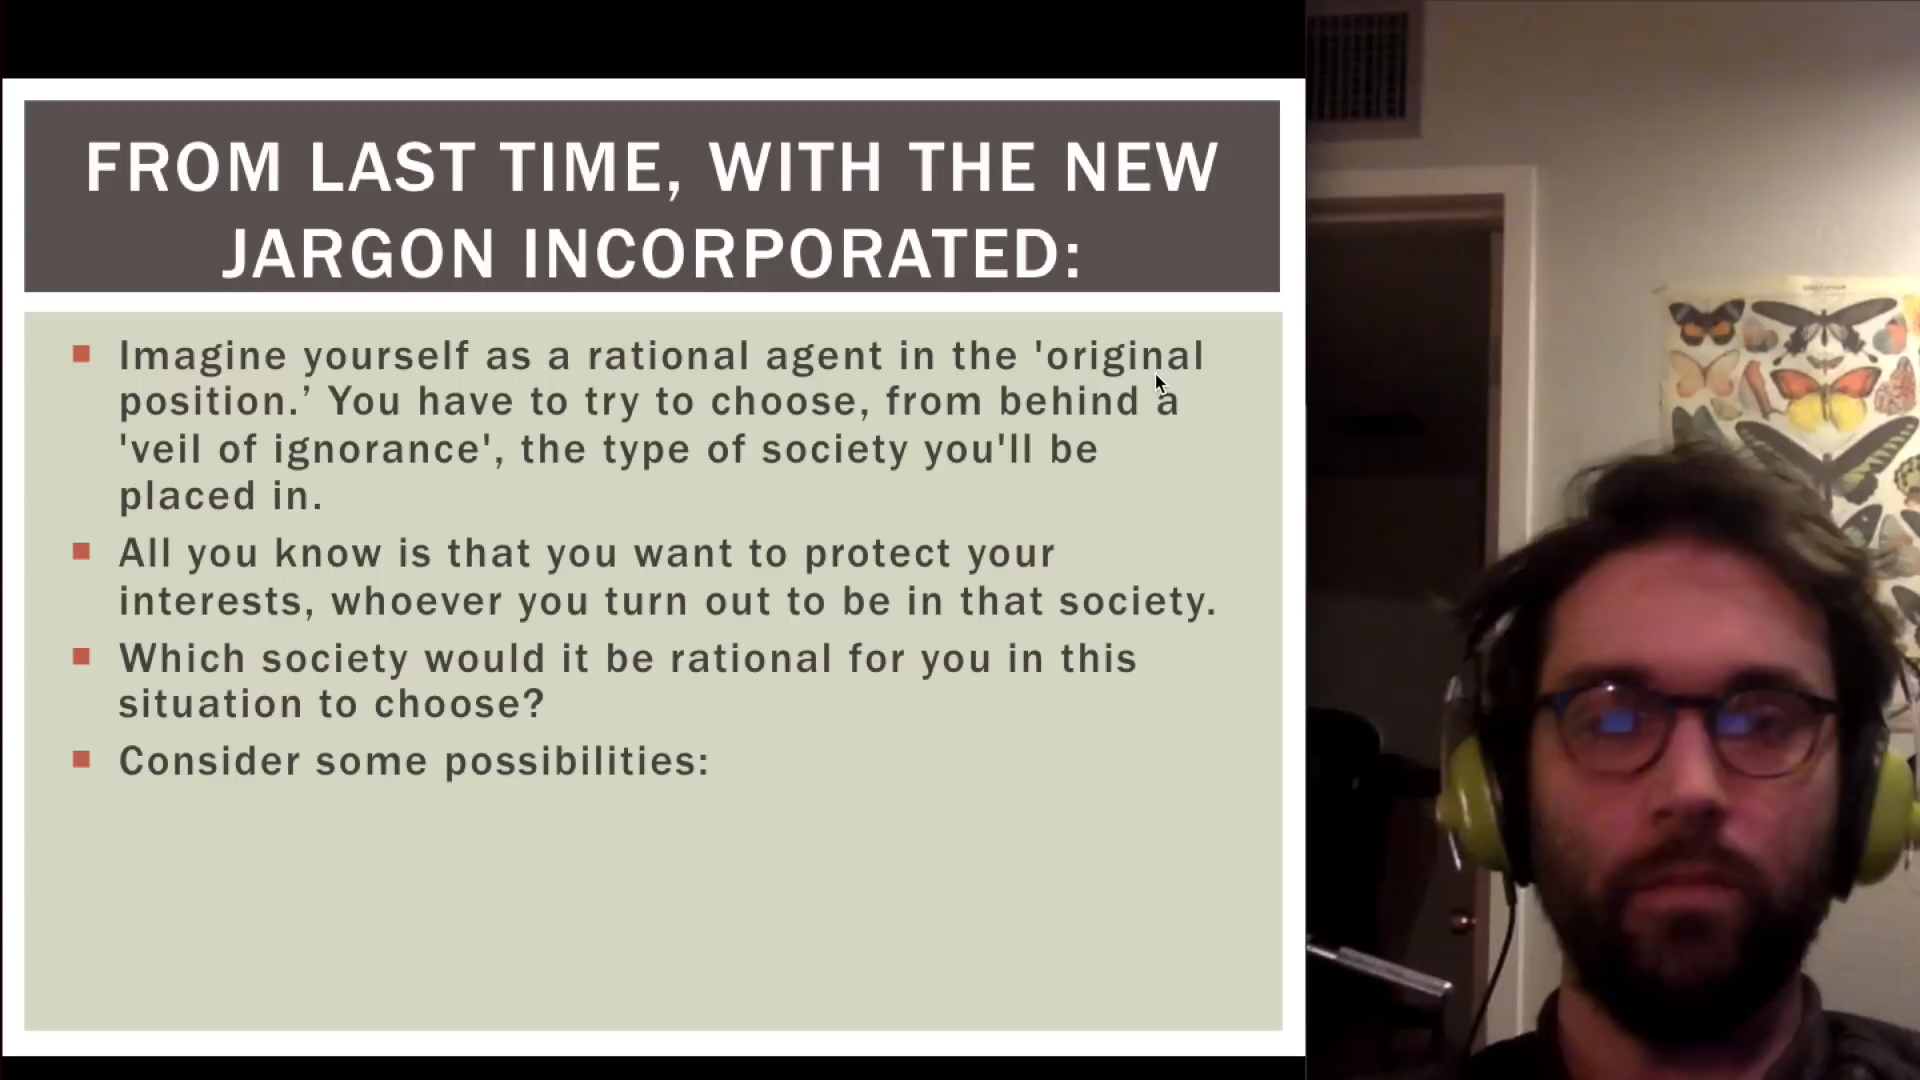 FROM LAST TIME, WITH THE NEW
JARGON INCORPORATED:
Imagine yourself as a rational agent in the 'original
position.’ You have to try to choose, from behind a
'veil of ignorance', the type of society you'll be
placed in.
All you know is that you want to protect your
interests, whoever you turn out to be in that society.
Which society would it be rational for you in this
situation to choose?
Consider some possibilities: